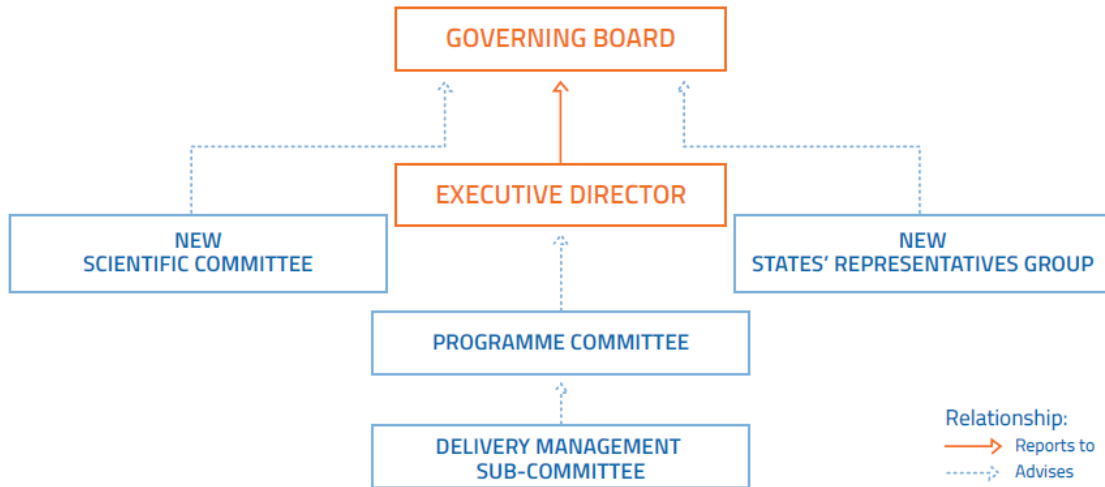 GOVERNING BOARD
EXECUTIVE DIRECTOR
NEW
SCIENTIFIC COMMITTEE
NEW
STATES’ REPRESENTATIVES GROUP
PROGRAMME COMMITTEE
DELIVERY MANAGEMENT
SUB-COMMITTEE
Relationship:
Reports to
Advises